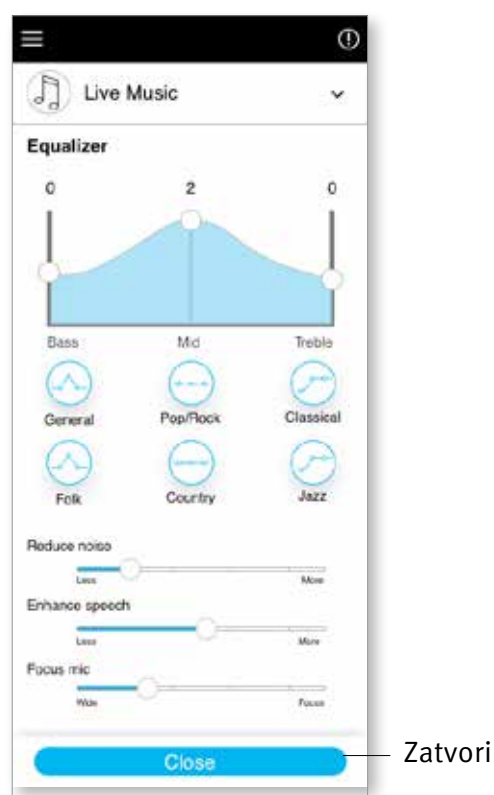 Live Music
Equalizer
0 2 0
Bass Mid Treble
General Pop/Rock Classical
Folk Country Jazz
Reduce noise
Less More
Enhance speech
Less More
Focus mic
Wide Focus
Close
Zatvori